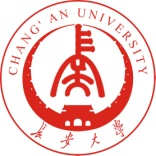 CHANG' AN UNIVERSITY
长安大学